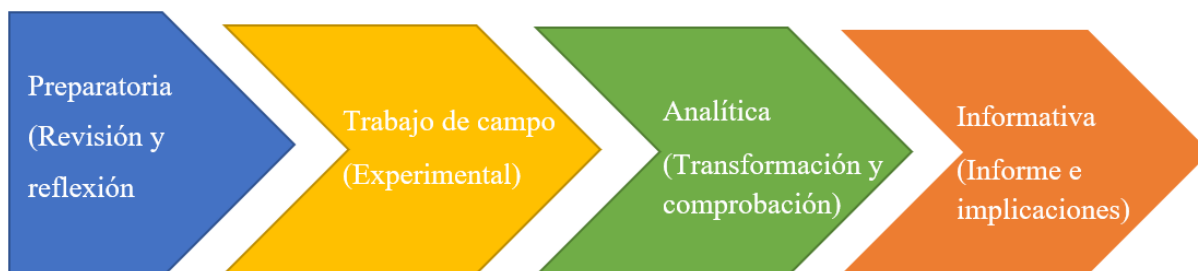 Preparatoria
(Revisión y
reflexión
Trabajo de campo
(Experimental)
Analítica
(Transformación y
comprobación)
Informativa
(Informe e
implicaciones)